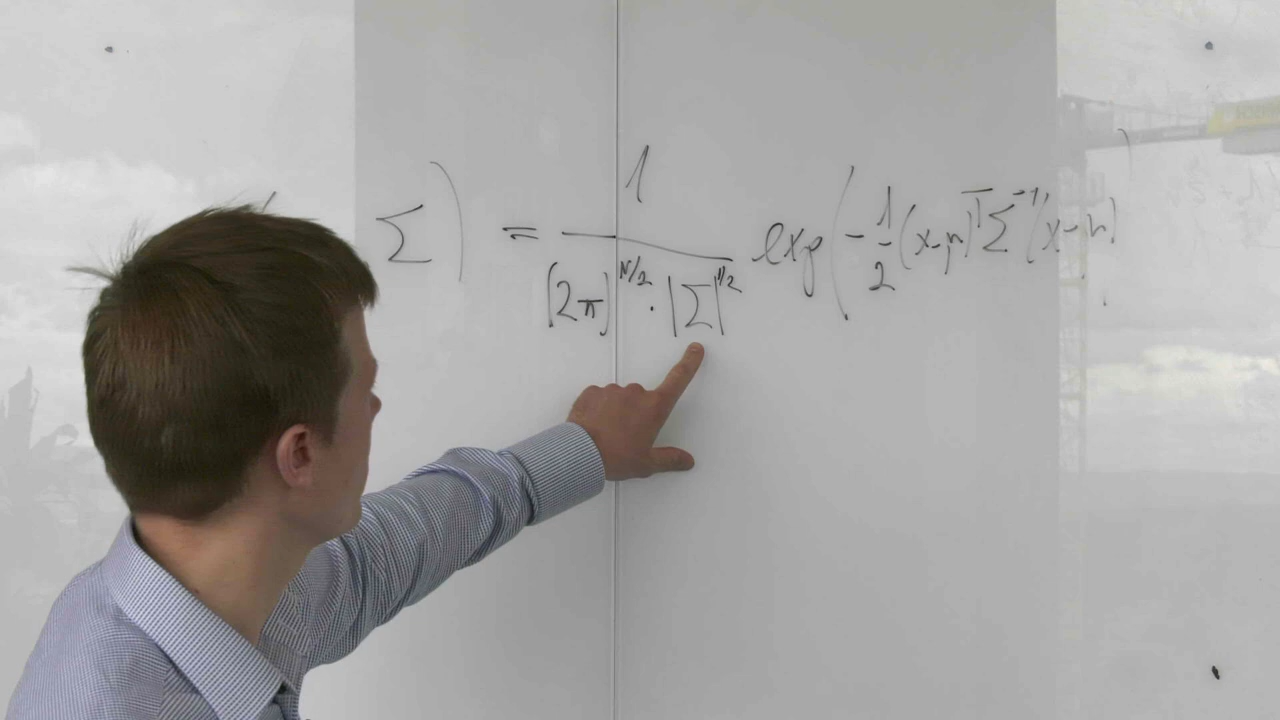 Σ) = 1 / (2π)^{N/2} · |Σ|^{1/2} exp(-1/2 (x-μ)^T Σ^{-1} (x-μ))